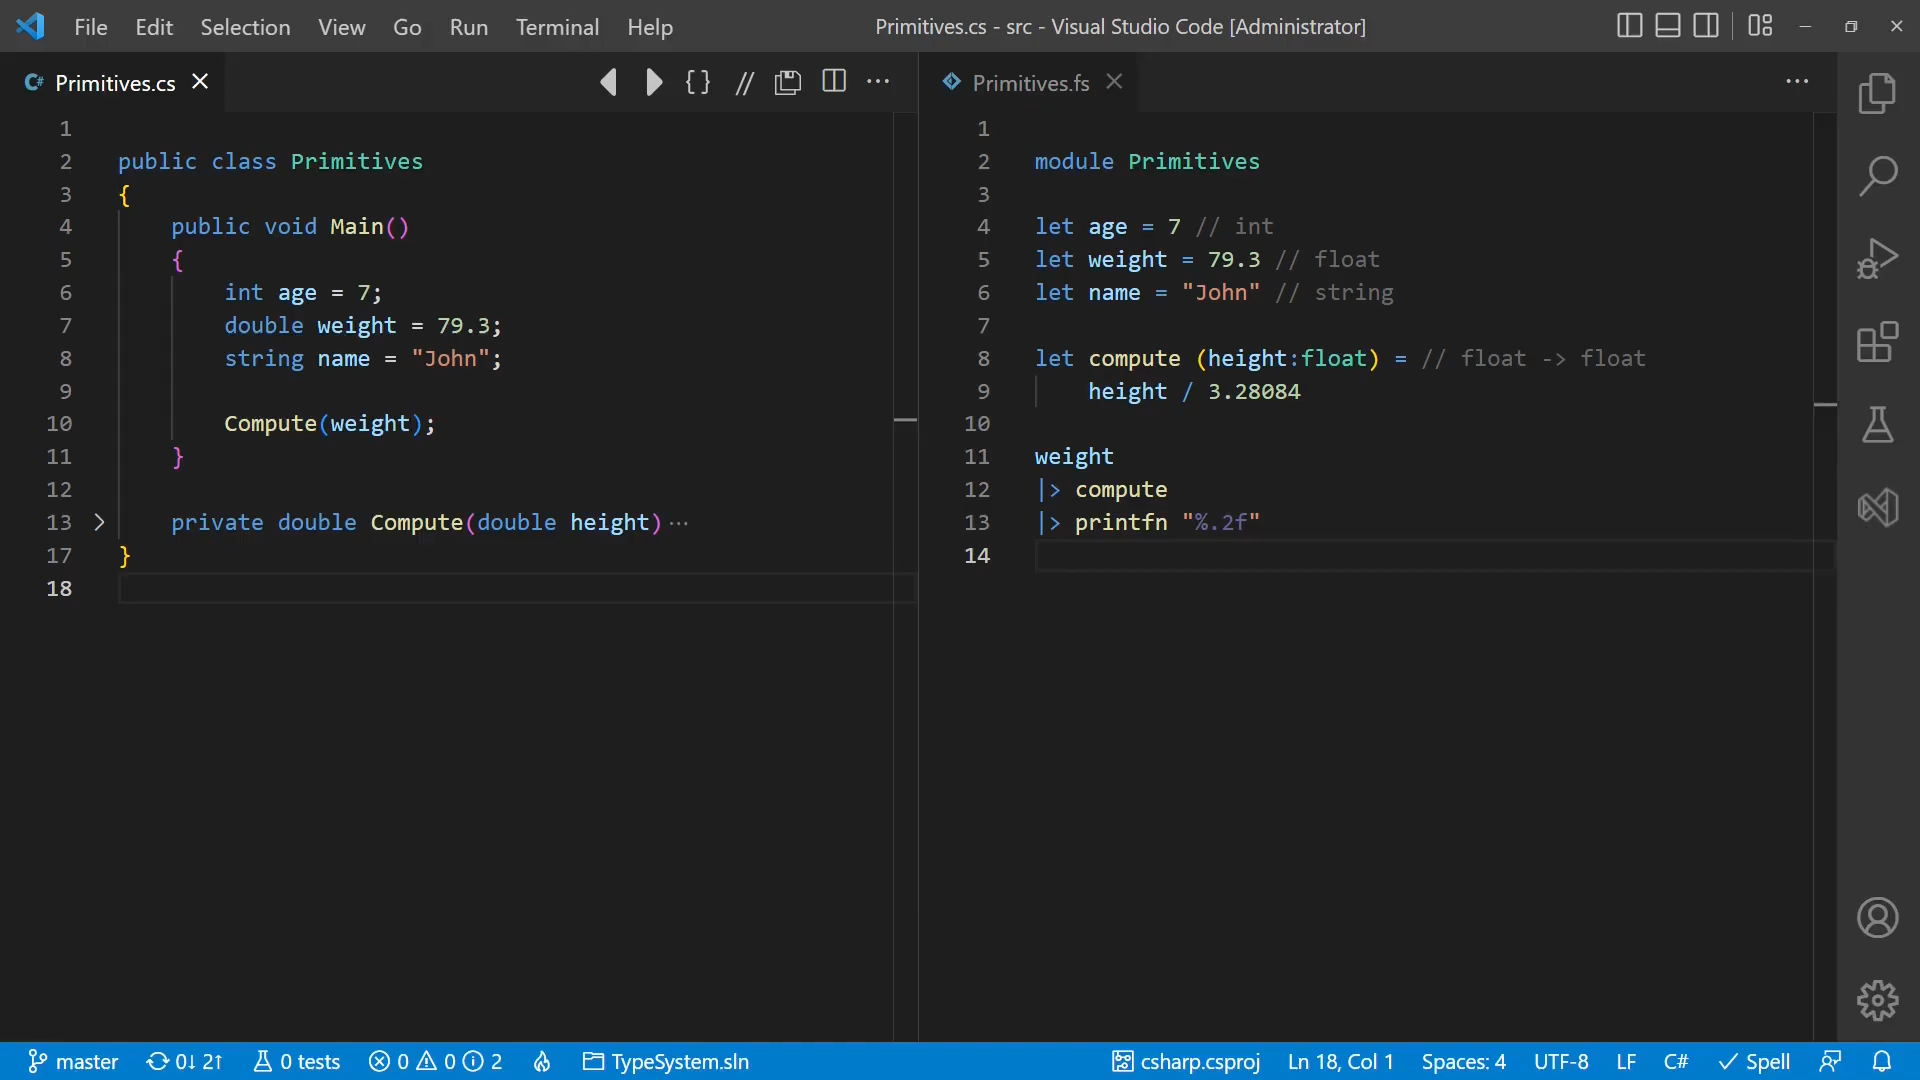 File Edit Selection View Go Run Terminal Help Primitives.cs - src - Visual Studio Code [Administrator]
C# Primitives.cs
{} //
1
2 public class Primitives
3 {
4 public void Main()
5 {
6 int age = 7;
7 double weight = 79.3;
8 string name = "John";
9
10 Compute(weight);
11 }
12
13 private double Compute(double height)···
17 }
18
Primitives.fs
1
2 module Primitives
3
4 let age = 7 // int
5 let weight = 79.3 // float
6 let name = "John" // string
7
8 let compute (height:float) = // float -> float
9 height / 3.28084
10
11 weight
12 |> compute
13 |> printfn "%.2f"
14
master 0↓ 2↑ 0 tests 0 0 2 TypeSystem.sln csharp.csproj Ln 18, Col 1 Spaces: 4 UTF-8 LF C# Spell